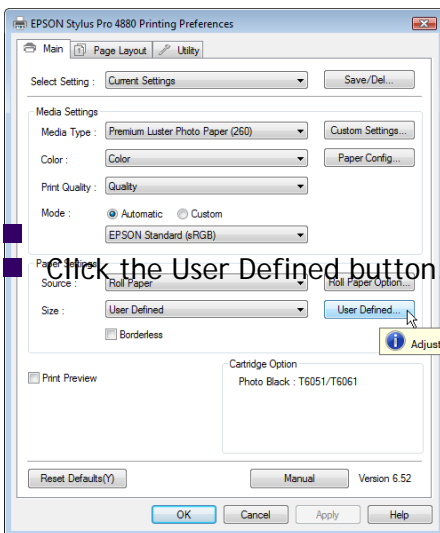 EPSON Stylus Pro 4880 Printing Preferences
Main Page Layout Utility
Select Setting : Current Settings Save/Del...
Media Settings
Media Type : Premium Luster Photo Paper (260) Custom Settings...
Color : Color Paper Config...
Print Quality : Quality
Mode : Automatic Custom
EPSON Standard (sRGB)
Paper Settings
Click the User Defined button
Source : Roll Paper Roll Paper Option...
Size : User Defined User Defined...
Borderless
Adjust
Print Preview
Cartridge Option
Photo Black : T6051/T6061
Reset Defaults(Y) Manual Version 6.52
OK Cancel Apply Help